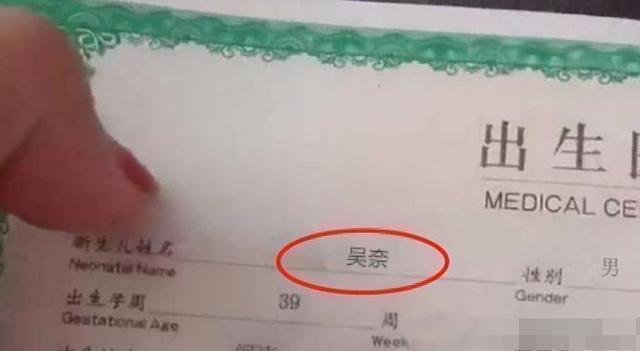 出生
MEDICAL CE
新生儿姓名 吴奈 性别 男
Neonatal Name Gender
出生孕周 39 周
Gestational Age Week